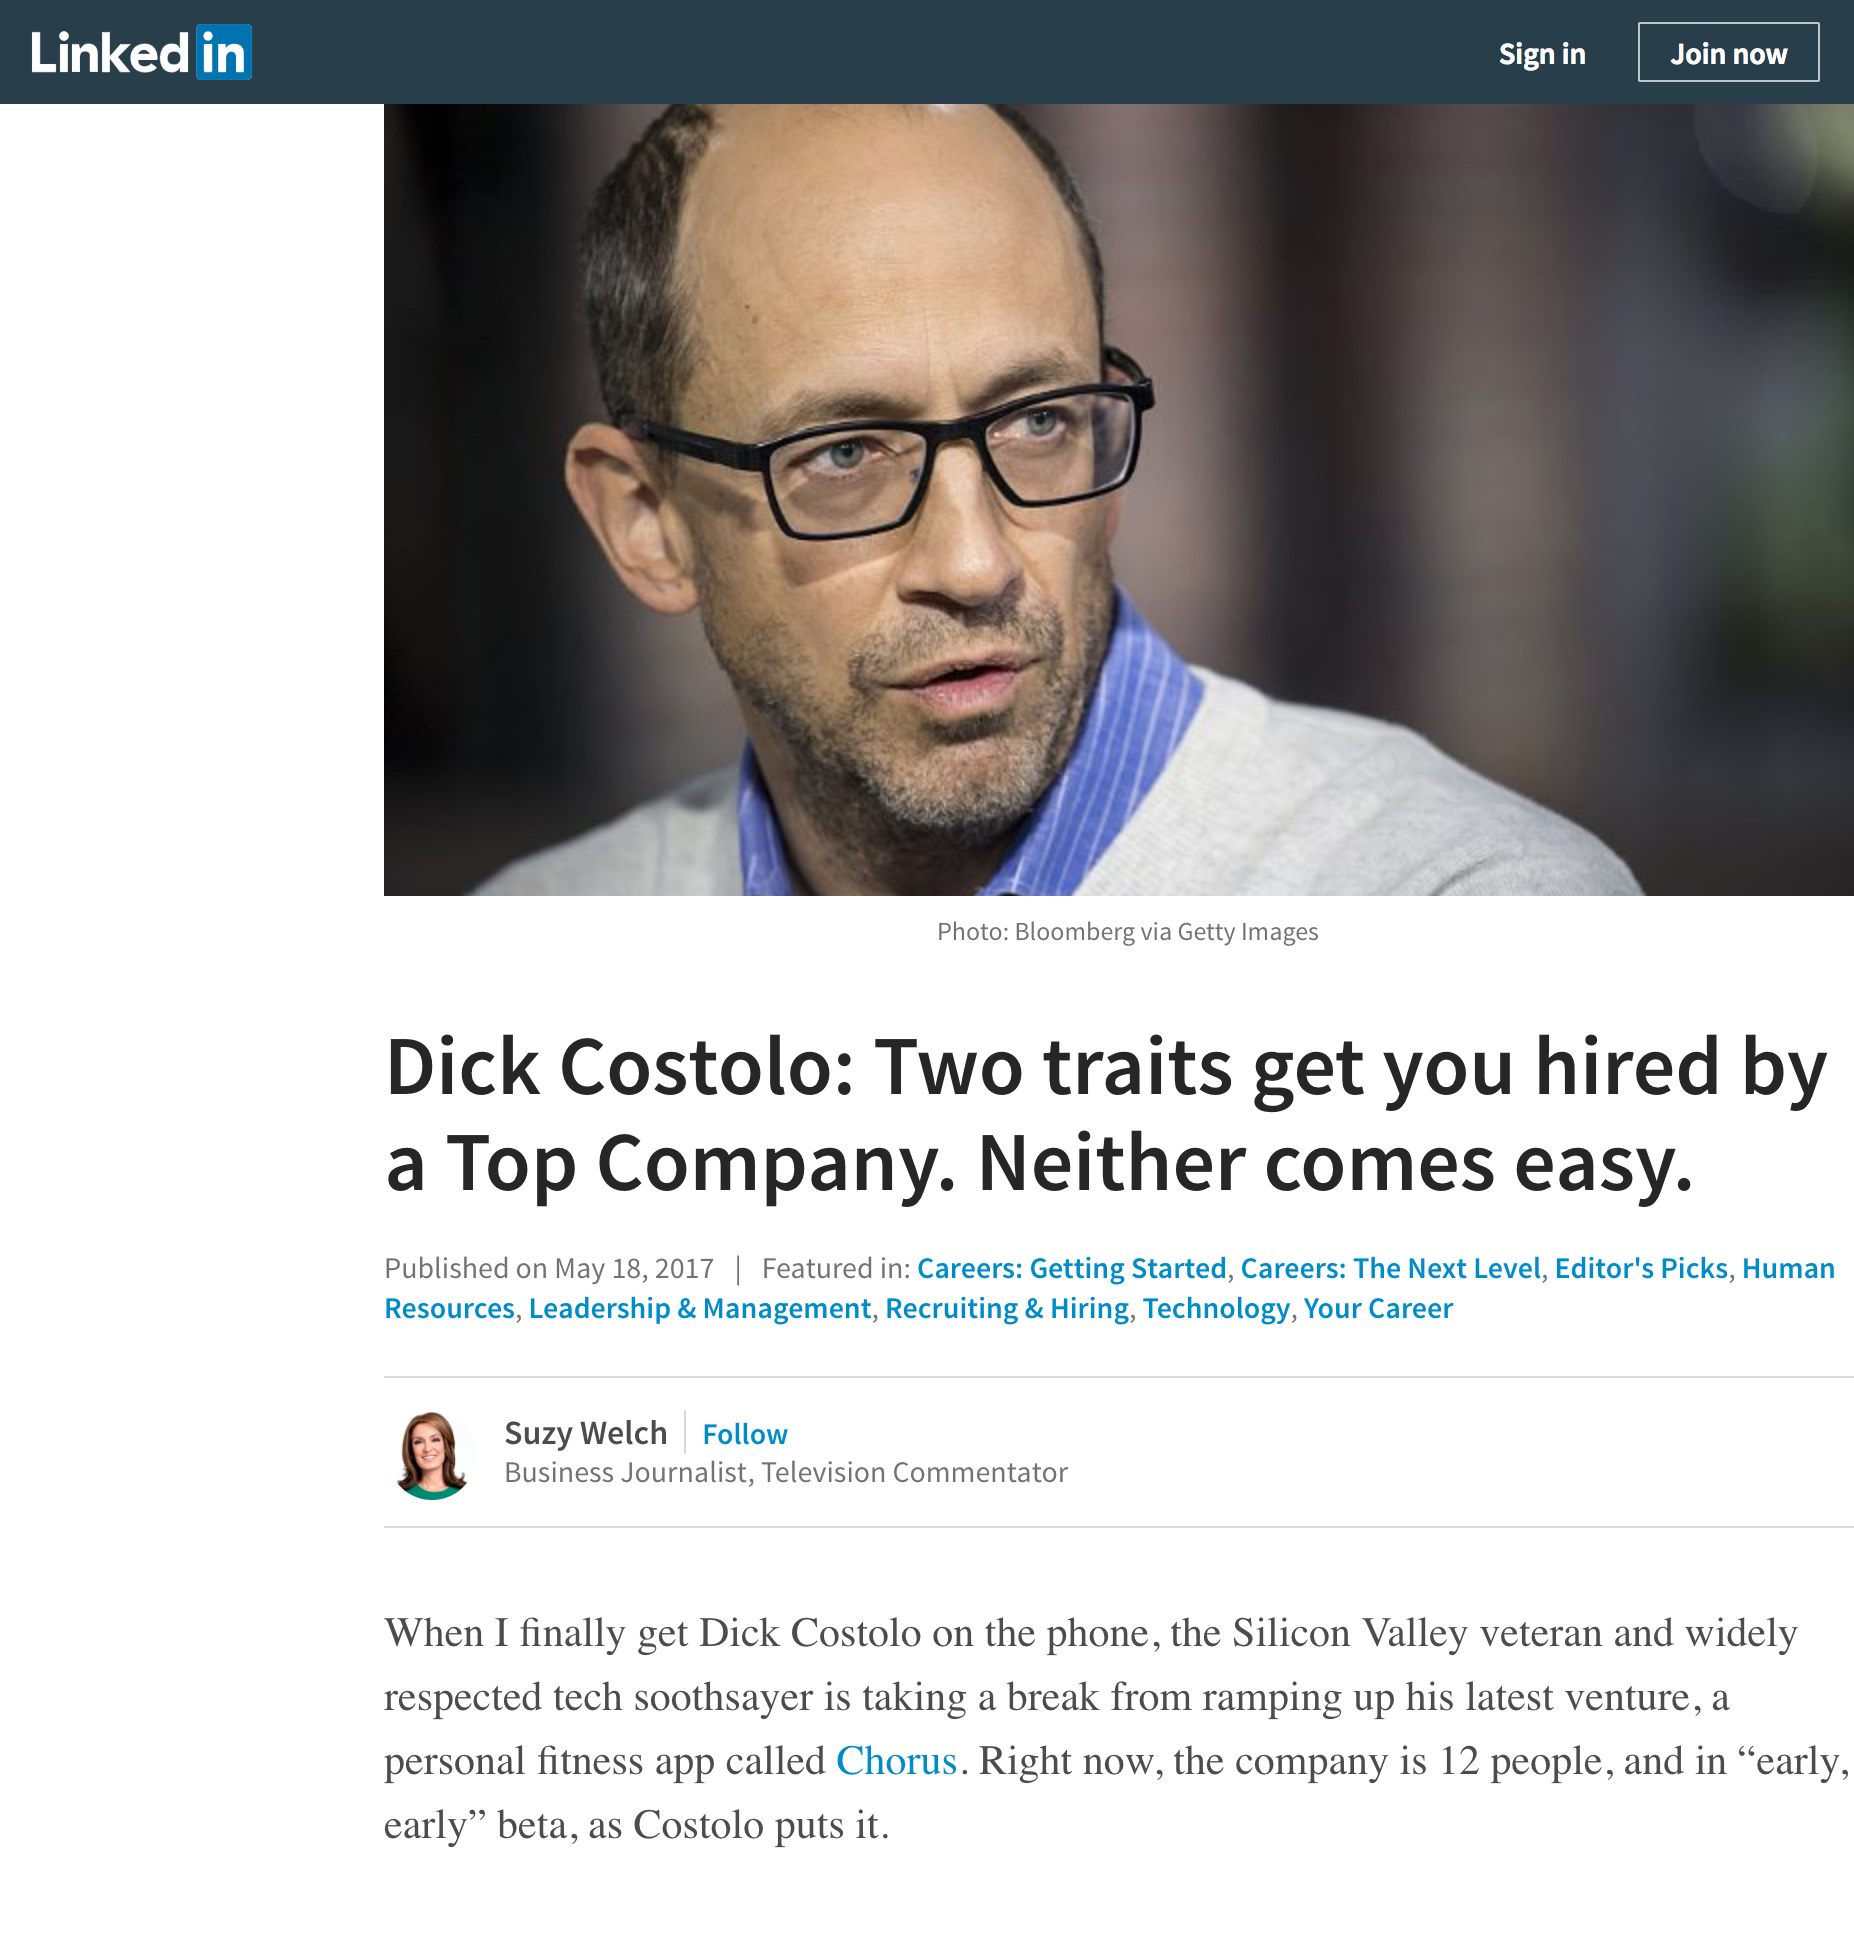 Linked in
Sign in
Join now
Photo: Bloomberg via Getty Images
Dick Costolo: Two traits get you hired by
a Top Company. Neither comes easy.
Published on May 18, 2017 | Featured in: Careers: Getting Started, Careers: The Next Level, Editor's Picks, Human
Resources, Leadership & Management, Recruiting & Hiring, Technology, Your Career
Suzy Welch | Follow
Business Journalist, Television Commentator
When I finally get Dick Costolo on the phone, the Silicon Valley veteran and widely
respected tech soothsayer is taking a break from ramping up his latest venture, a
personal fitness app called Chorus. Right now, the company is 12 people, and in “early,
early” beta, as Costolo puts it.